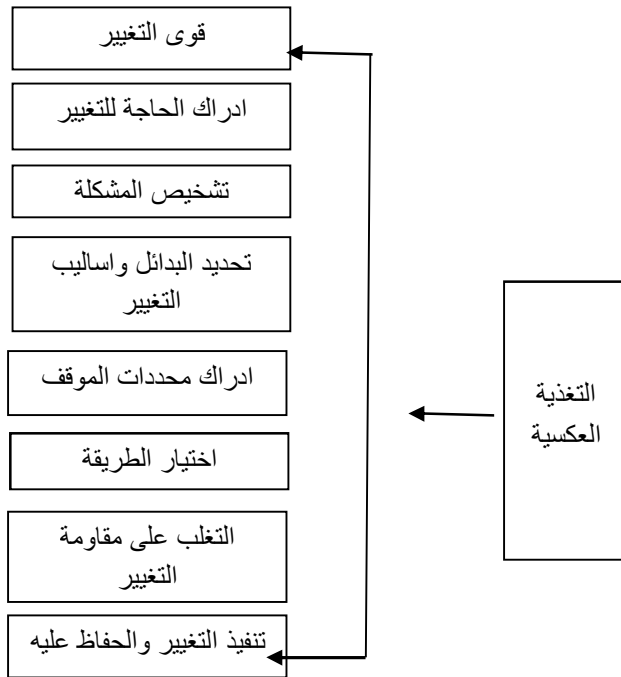 قوى التغيير
ادراك الحاجة للتغيير
تشخيص المشكلة
تحديد البدائل واساليب
التغيير
ادراك محددات الموقف
اختيار الطريقة
التغلب على مقاومة
التغيير
تنفيذ التغيير والحفاظ عليه
التغذية
العكسية